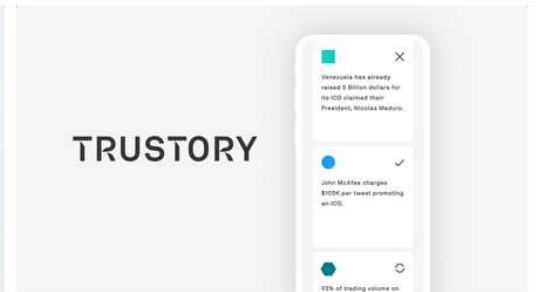 TRUSTORY
Venezuela has already
raised 5 Billion dollars for
its ICO claimed their
President, Nicolas Maduro.
John McAfee charges
$105K per tweet promoting
an ICO.
93% of trading volume on